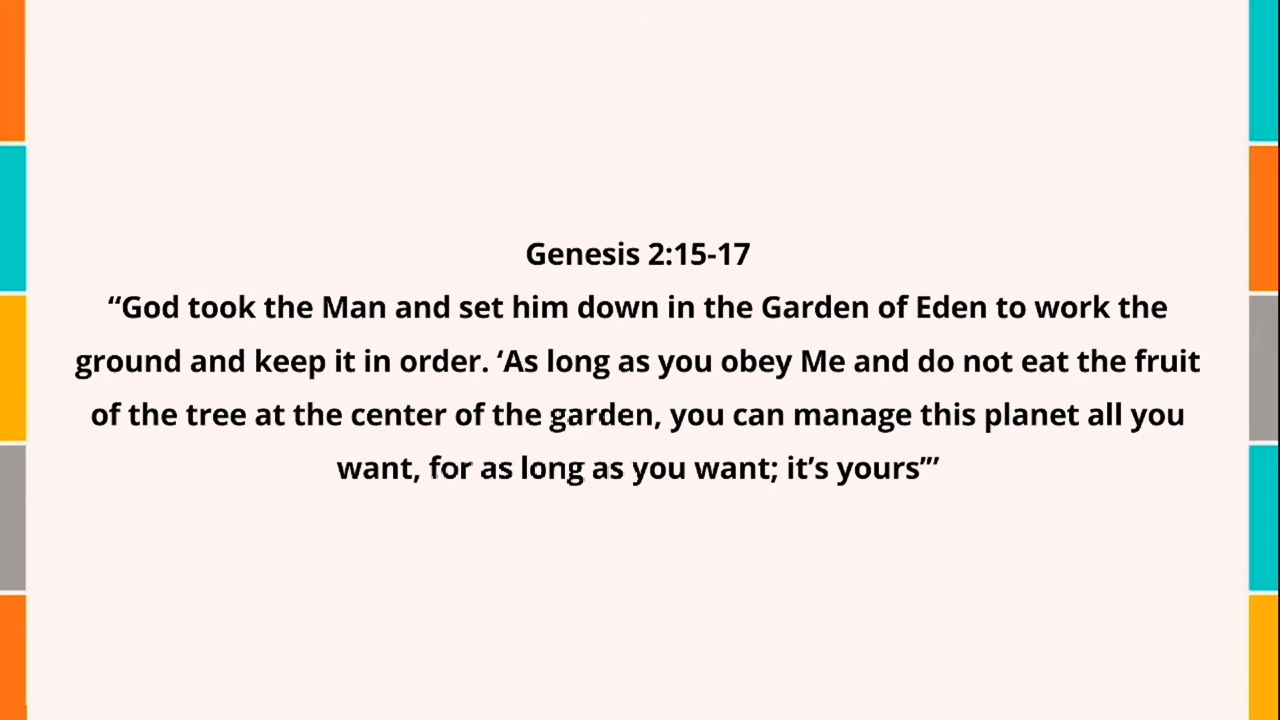 Genesis 2:15-17
“God took the Man and set him down in the Garden of Eden to work the
ground and keep it in order. ‘As long as you obey Me and do not eat the fruit
of the tree at the center of the garden, you can manage this planet all you
want, for as long as you want; it’s yours”’